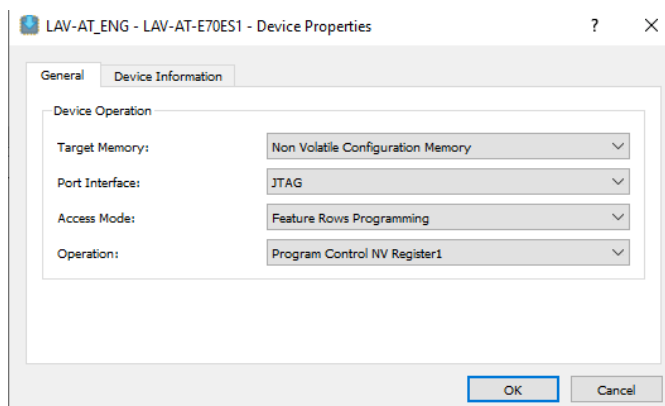 LAV-AT_ENG - LAV-AT-E70ES1 - Device Properties ?
General Device Information
Device Operation
Target Memory: Non Volatile Configuration Memory
Port Interface: JTAG
Access Mode: Feature Rows Programming
Operation: Program Control NV Register1
OK Cancel